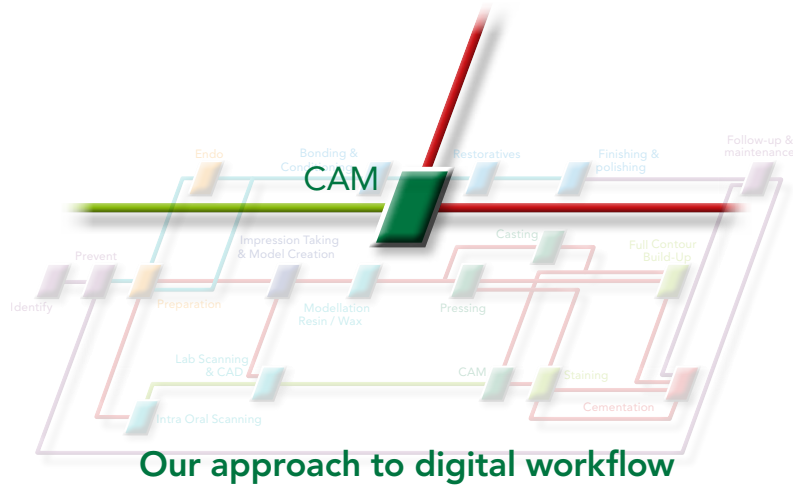 Follow-up &
maintenance
Endo
Bonding &
Conditioning
Restoratives
Finishing &
polishing
CAM
Casting
Impression Taking
& Model Creation
Full Contour
Build-Up
Prevent
Identify
Preparation
Modellation
Resin / Wax
Pressing
Lab Scanning
& CAD
CAM
Staining
Intra Oral Scanning
Cementation
Our approach to digital workflow